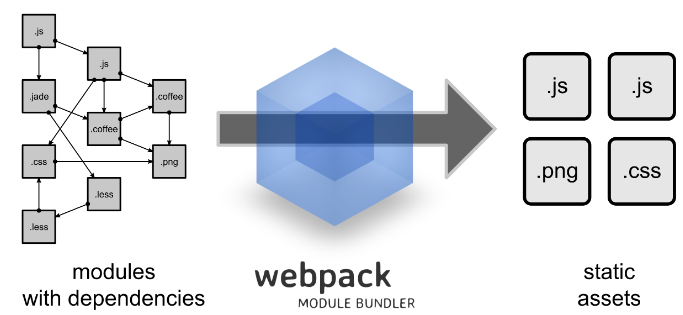 .js
.js
.jade
.coffee
.coffee
.css
.png
.less
.less
modules
with dependencies
webpack
MODULE BUNDLER
.js
.js
.png
.css
static
assets